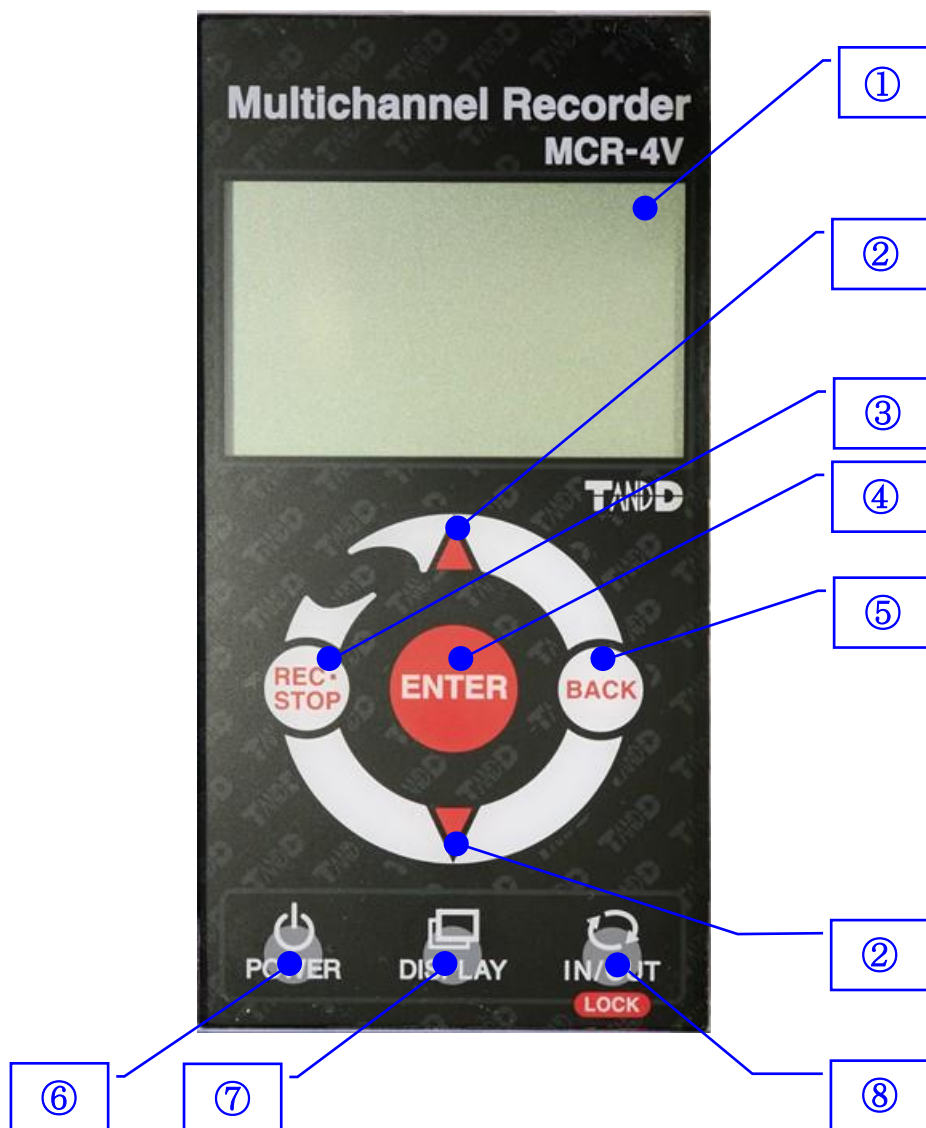 Multichannel Recorder
MCR-4V
①
②
③
④
TANDD
⑤
REC•
STOP
ENTER
BACK
②
POWER
DISPLAY
IN/OUT
LOCK
⑥
⑦
⑧